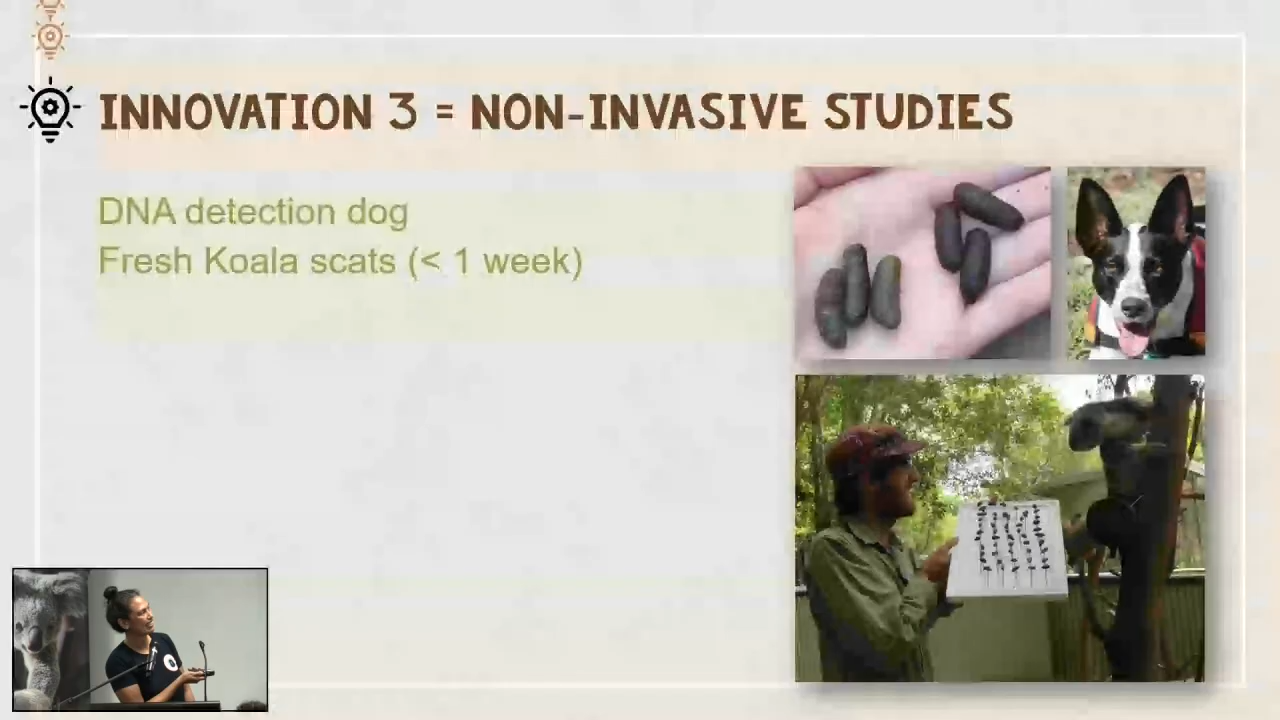 INNOVATION 3 = NON-INVASIVE STUDIES
DNA detection dog
Fresh Koala scats (< 1 week)